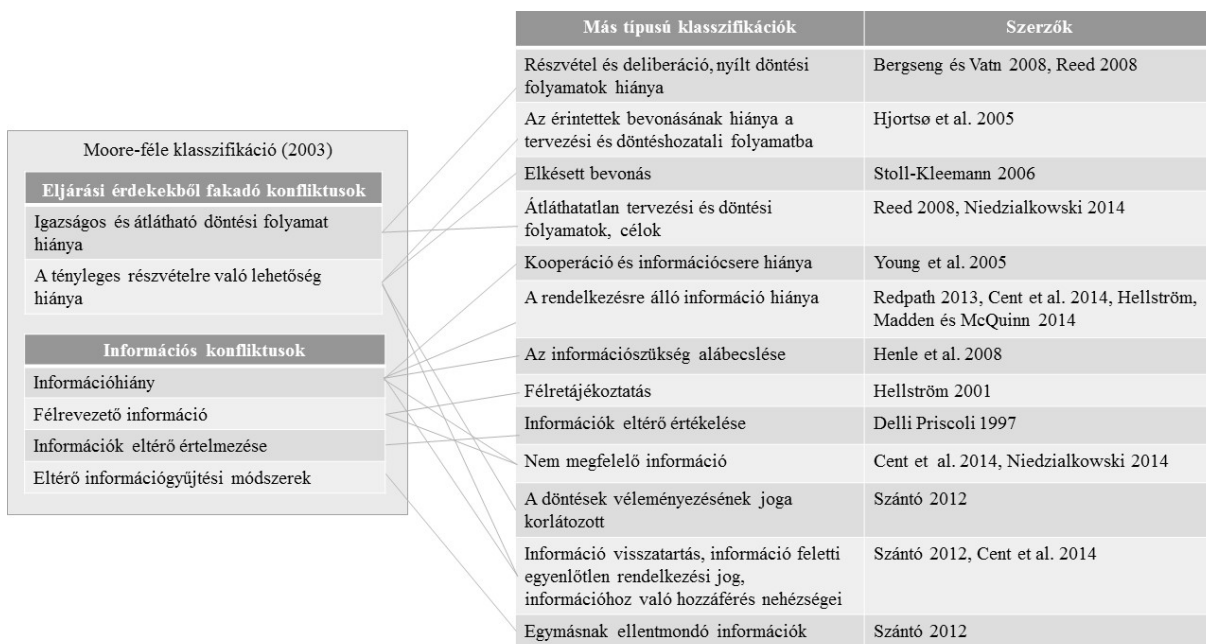 Moore-féle klasszifikáció (2003)
Eljárási érdekekből fakadó konfliktusok
Igazságos és átlátható döntési folyamat
hiánya
A tényleges részvételre való lehetőség
hiánya
Információs konfliktusok
Információhiány
Félrevezető információ
Információk eltérő értelmezése
Eltérő információgyűjtési módszerek
Más típusú klasszifikációk Szerzők
Részvétel és deliberáció, nyílt döntési Bergseng és Vatn 2008, Reed 2008
folyamatok hiánya
Az érintettek bevonásának hiánya a Hjortsø et al. 2005
tervezési és döntéshozatali folyamatba
Elkésett bevonás Stoll-Kleemann 2006
Átláthatatlan tervezési és döntési Reed 2008, Niedzialkowski 2014
folyamatok, célok
Kooperáció és információcsere hiánya Young et al. 2005
A rendelkezésre álló információ hiánya Redpath 2013, Cent et al. 2014, Hellström,
Madden és McQuinn 2014
Az információszükség alábecslése Henle et al. 2008
Félretájékoztatás Hellström 2001
Információk eltérő értékelése Delli Priscoli 1997
Nem megfelelő információ Cent et al. 2014, Niedzialkowski 2014
A döntések véleményezésének joga Szántó 2012
korlátozott
Információ visszatartás, információ feletti Szántó 2012, Cent et al. 2014
egyenlőtlen rendelkezési jog,
információhoz való hozzáférés nehézségei
Egymásnak ellentmondó információk Szántó 2012